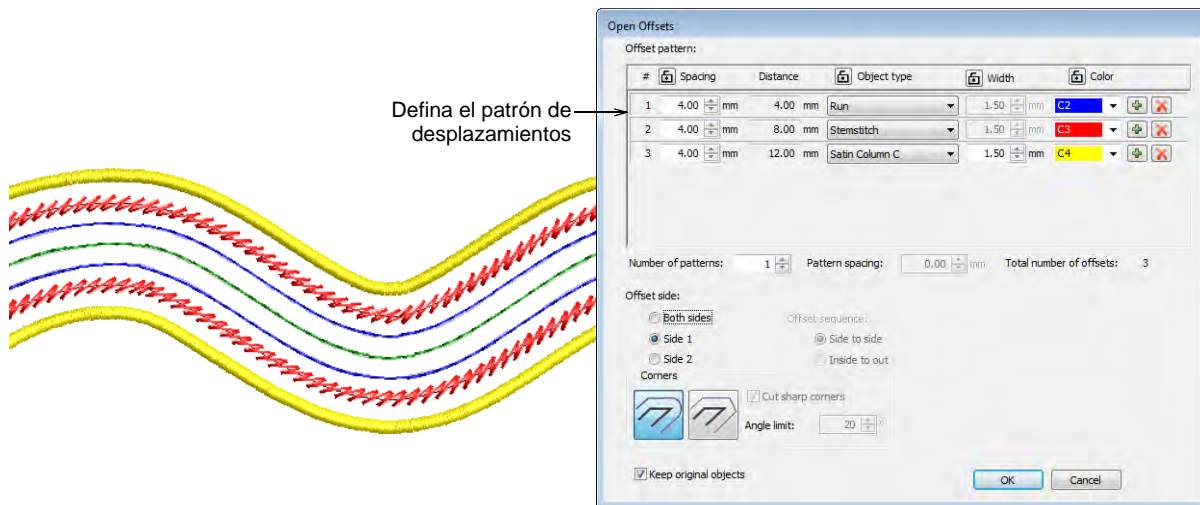 Open Offsets
Offset pattern:
# Spacing Distance Object type Width Color
Defina el patrón de
desplazamientos
1 4.00 mm 4.00 mm Run 1.50 mm C2
2 4.00 mm 8.00 mm Stemstitch 1.50 mm C3
3 4.00 mm 12.00 mm Satin Column C 1.50 mm C4
Number of patterns: 1 Pattern spacing: 0.00 mm Total number of offsets: 3
Offset side:
Both sides Offset sequence:
Side 1 Side to side
Side 2 Inside to out
Corners
Cut sharp corners
Angle limit: 20 °
Keep original objects
OK Cancel